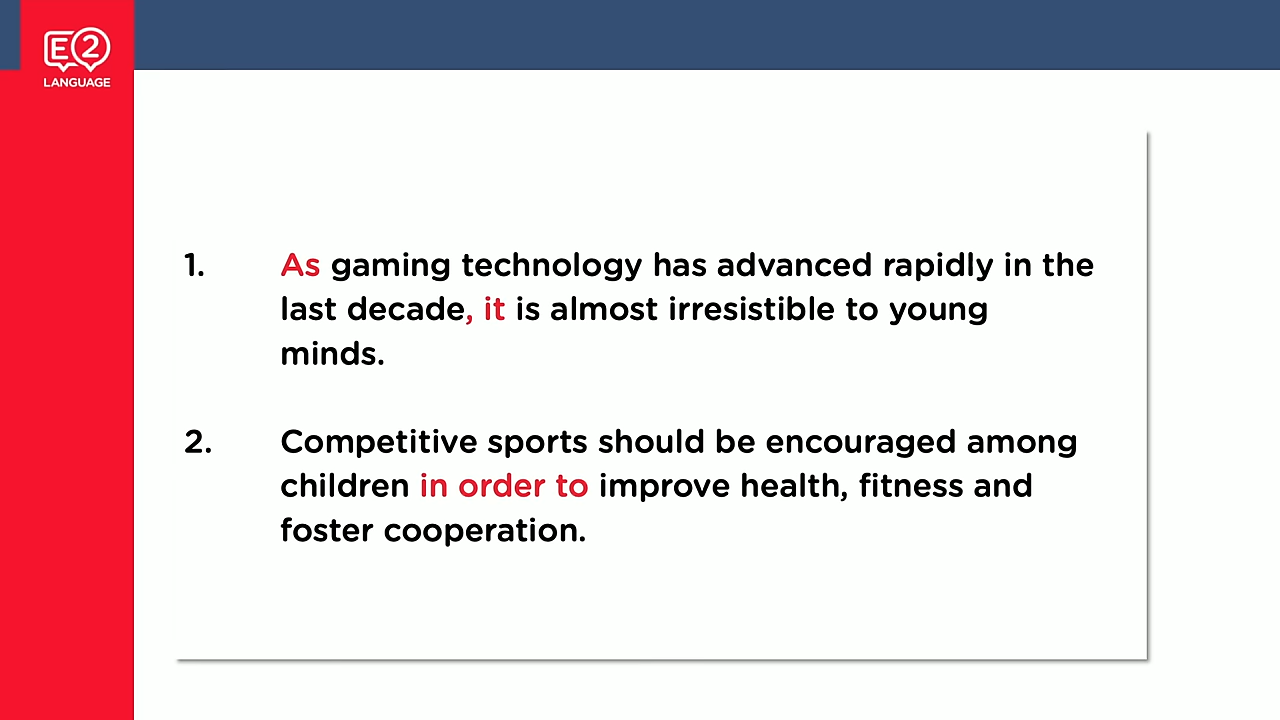 E2
LANGUAGE
1. As gaming technology has advanced rapidly in the
last decade, it is almost irresistible to young
minds.
2. Competitive sports should be encouraged among
children in order to improve health, fitness and
foster cooperation.